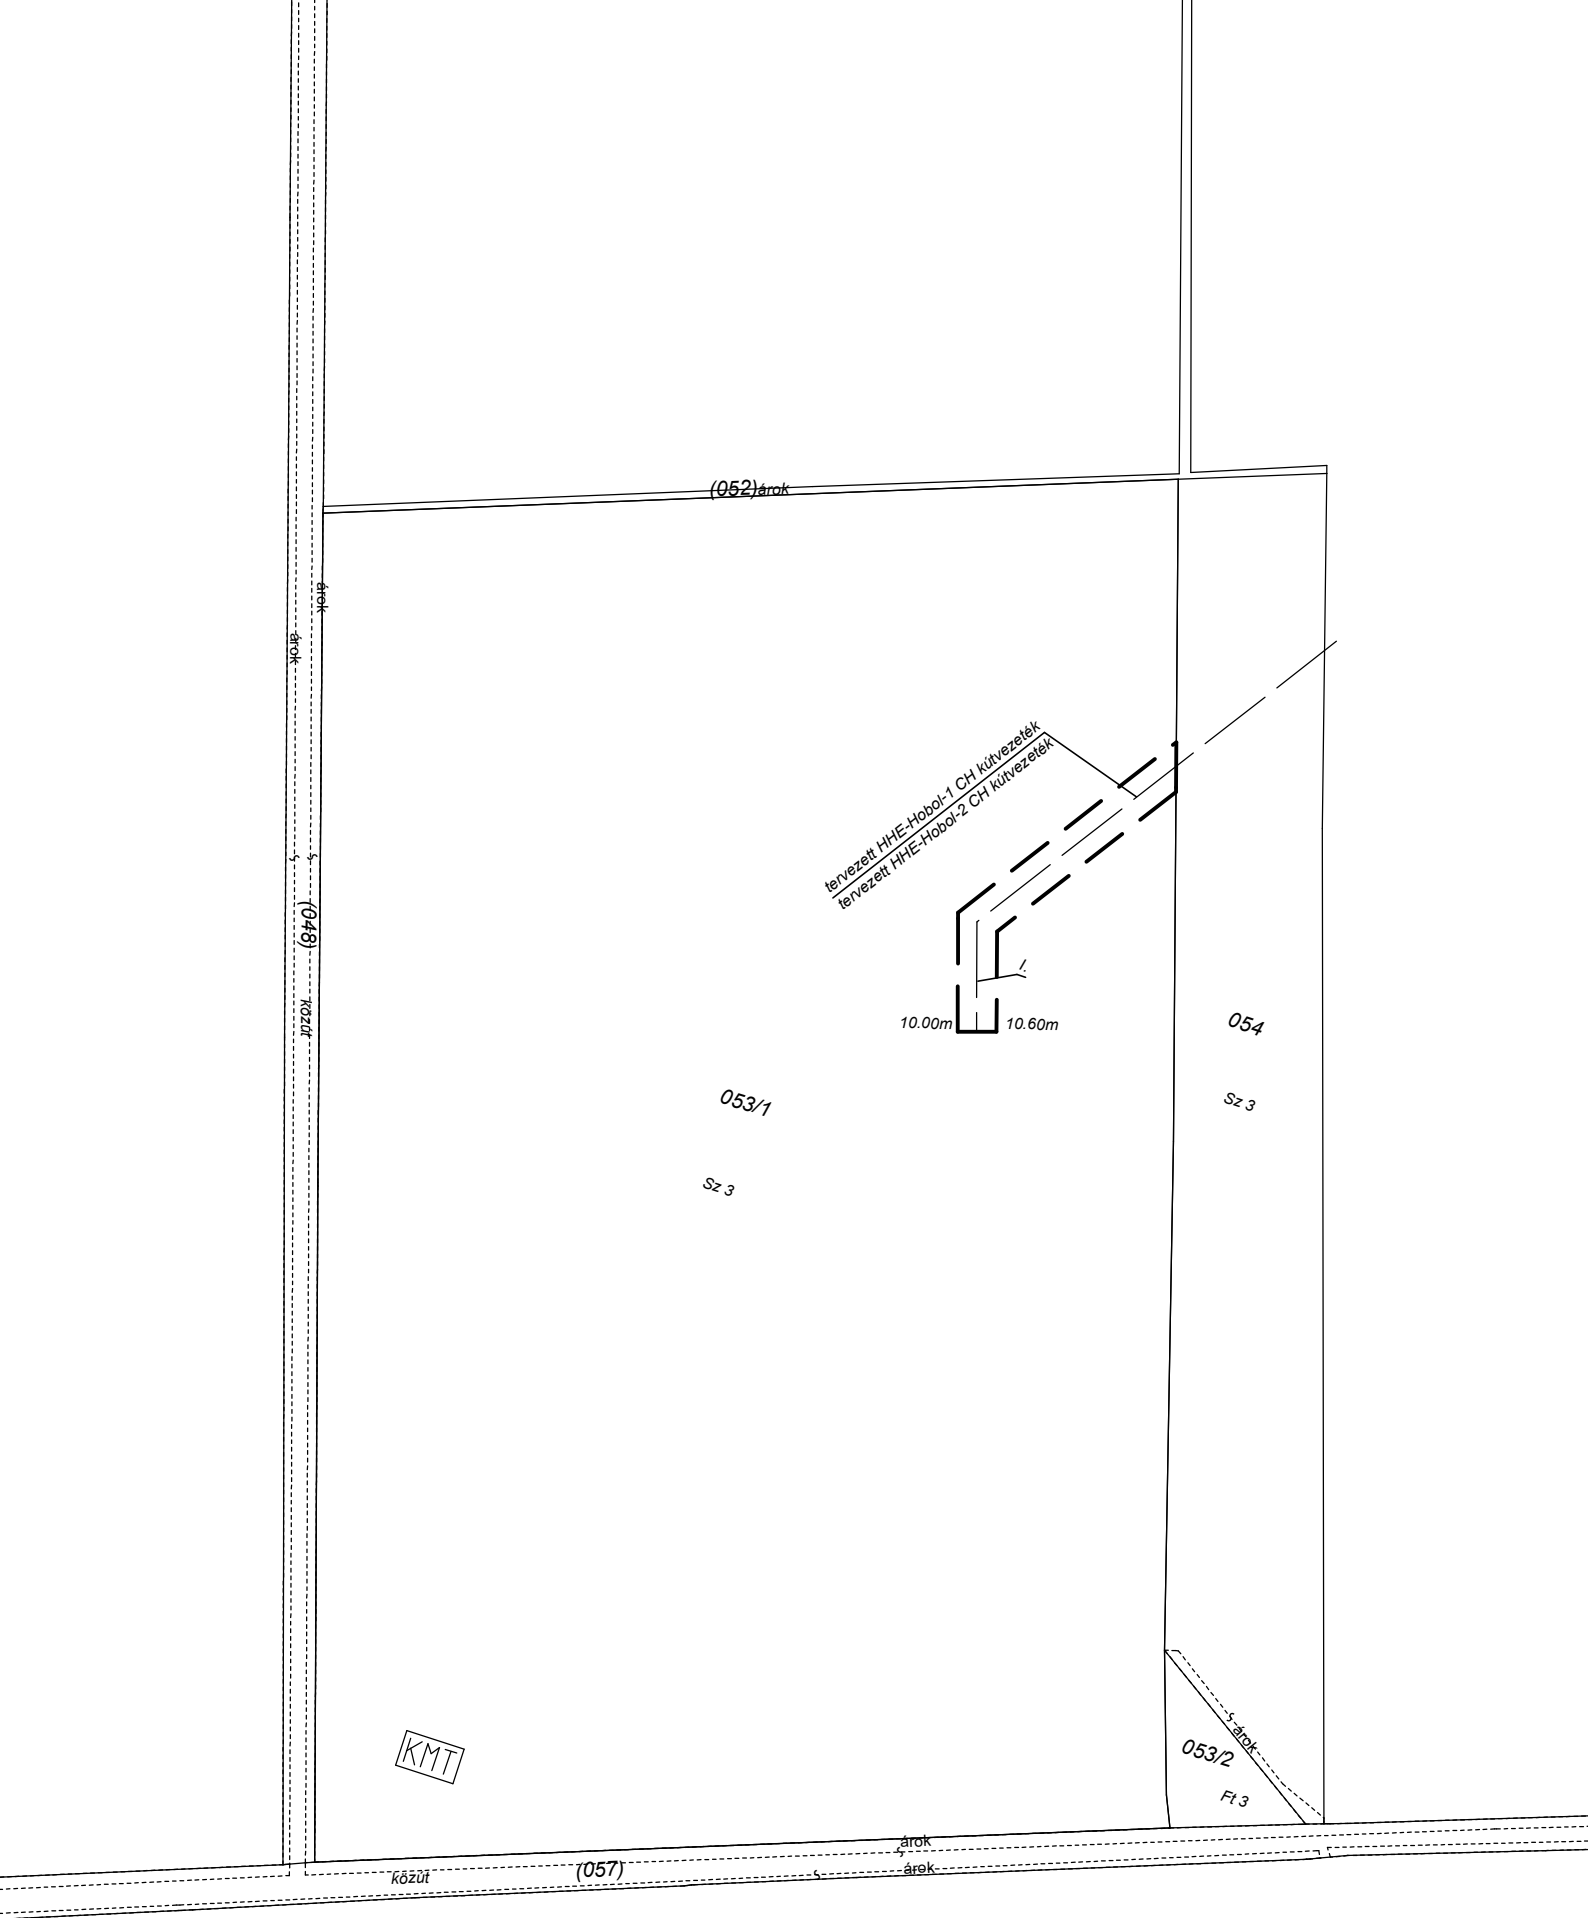 (052) árok
árok
árok
tervezett HHE-Hobol-1 CH kútvezeték
tervezett HHE-Hobol-2 CH kútvezeték
(048)
közút
I.
10.00m
10.60m
054
Sz 3
053/1
Sz 3
árok
053/2
Ft 3
KMT
árok
közút
(057)
árok